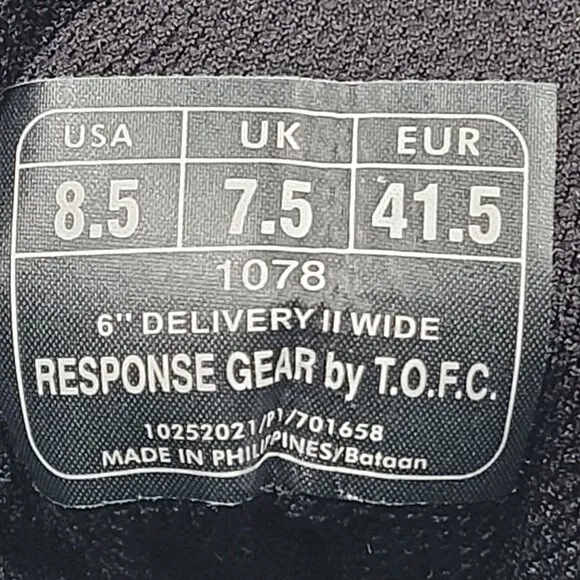 USA UK EUR
8.5 7.5 41.5
1078
6" DELIVERY II WIDE
RESPONSE GEAR by T.O.F.C.
10252021/P1/701658
MADE IN PHILIPPINES/Bataan